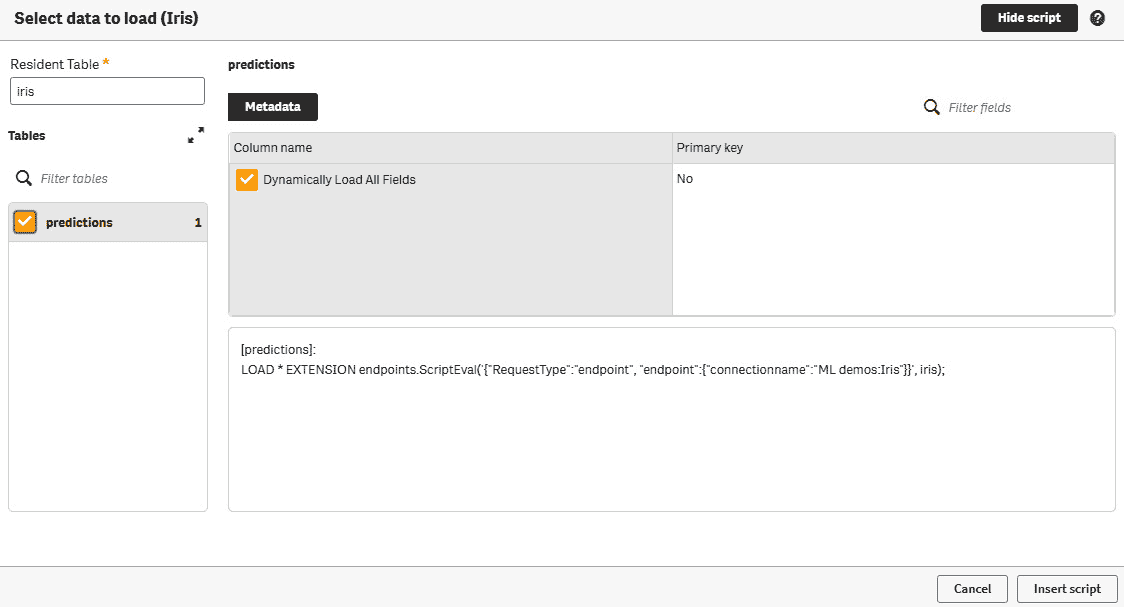 Select data to load (Iris)
Hide script
?
Resident Table *
iris
Tables
Filter tables
predictions 1
predictions
Metadata
Filter fields
Column name Primary key
Dynamically Load All Fields No
[predictions]:
LOAD * EXTENSION endpoints.ScriptEval('{"RequestType":"endpoint", "endpoint":{"connectionname":"ML demos:Iris"}}', iris);
Cancel
Insert script